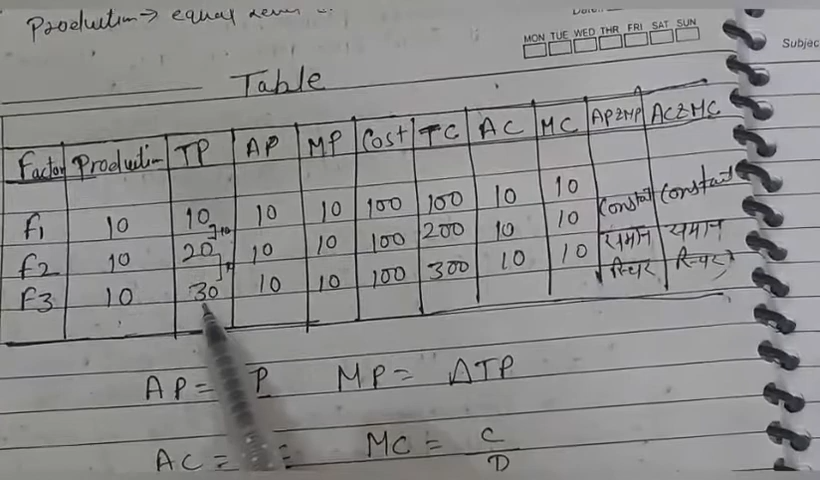 Production → equal
MON TUE WED THR FRI SAT SUN
Subjec
Table
Factor Production TP AP MP Cost TC AC MC AP≥MP AC≥MC
F1 10 10 10 10 100 100 10 10 Constant Constant
F2 10 20 10 10 100 200 10 10 समान समान
F3 10 30 10 10 100 300 10 10 स्थिर स्थिर
AP = P MP = ΔTP
AC = = MC = C